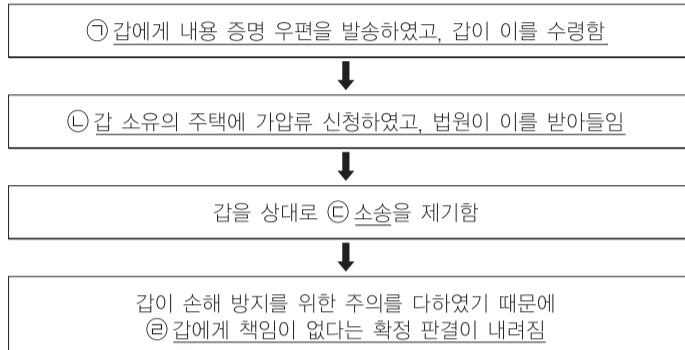 ㉠ 갑에게 내용 증명 우편을 발송하였고, 갑이 이를 수령함
㉡ 갑 소유의 주택에 가압류 신청하였고, 법원이 이를 받아들임
갑을 상대로 ㉢ 소송을 제기함
갑이 손해 방지를 위한 주의를 다하였기 때문에
㉣ 갑에게 책임이 없다는 확정 판결이 내려짐